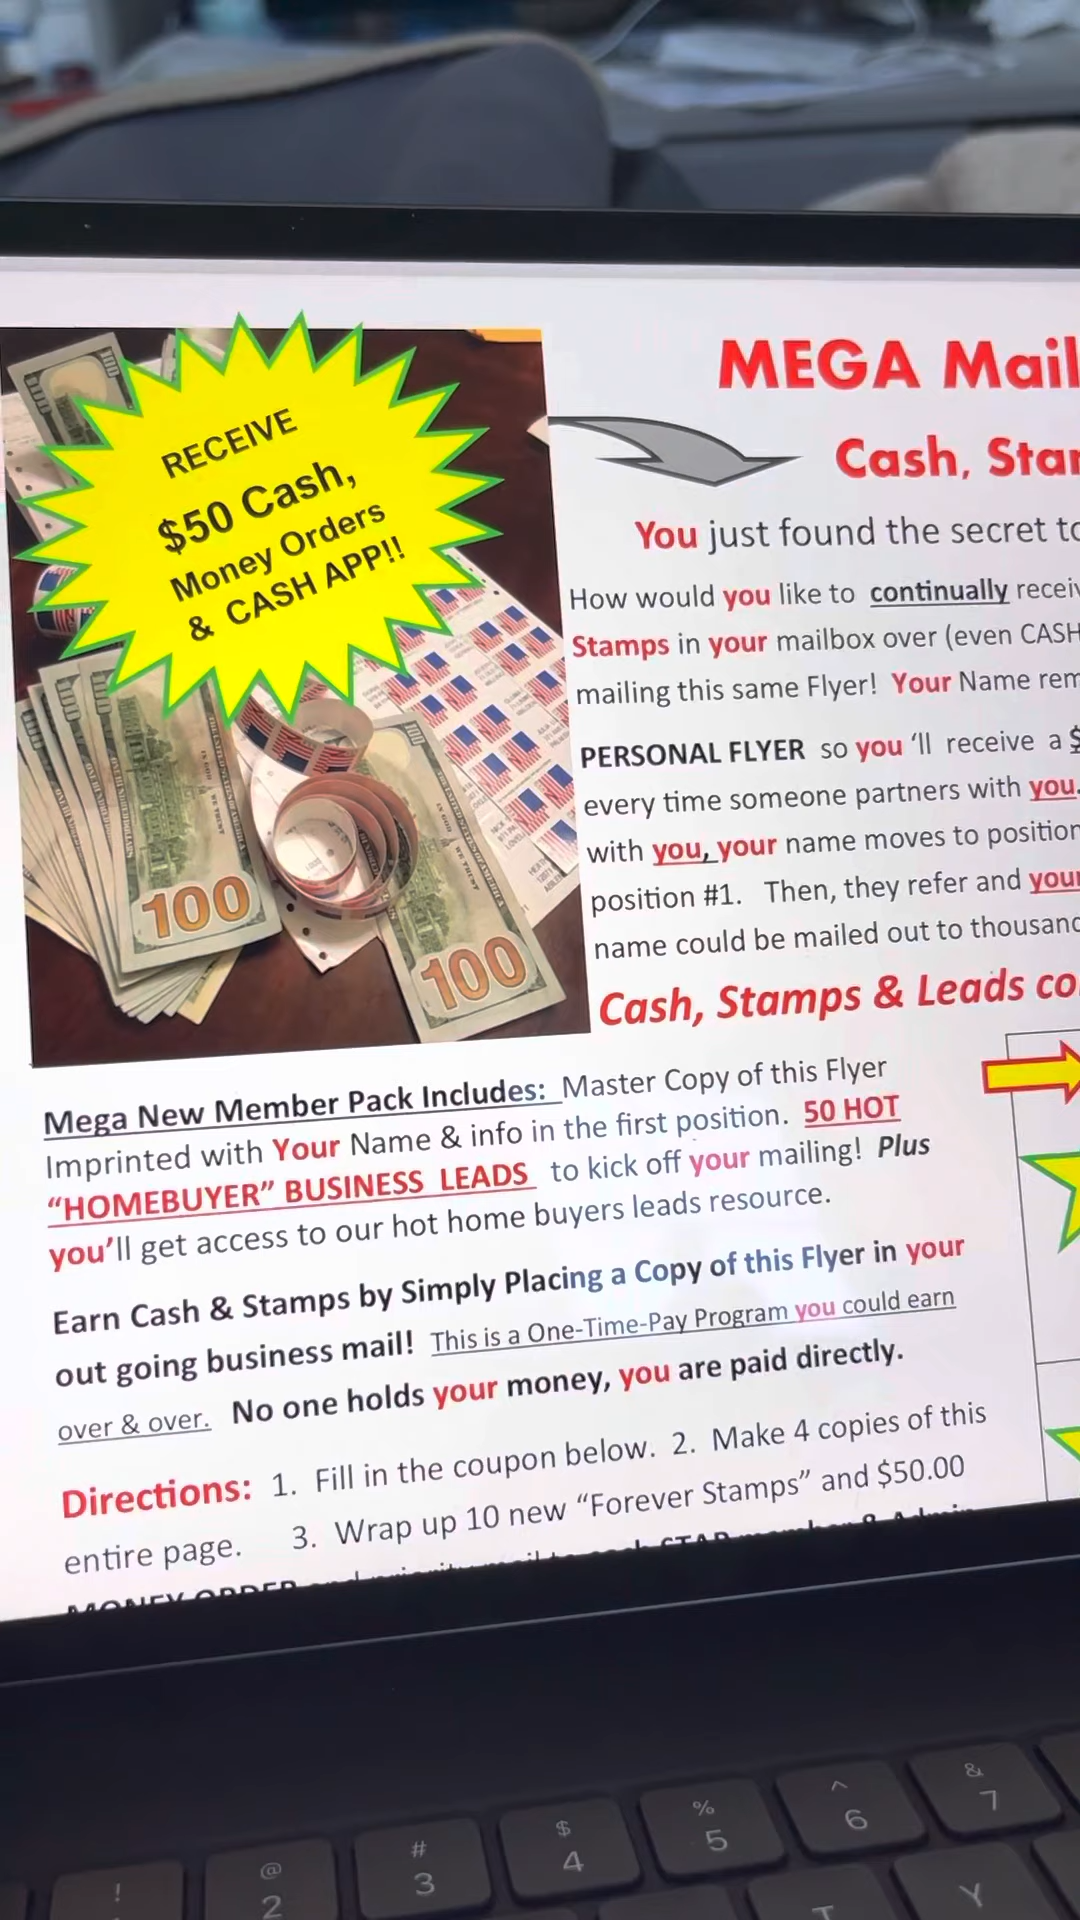 RECEIVE
$50 Cash,
Money Orders
& CASH APP!!
MEGA Mail
Cash, Star
You just found the secret to
How would you like to continually receiv
Stamps in your mailbox over (even CASH
mailing this same Flyer! Your Name rem
PERSONAL FLYER so you 'll receive a $
every time someone partners with you.
with you, your name moves to position
position #1. Then, they refer and your
name could be mailed out to thousand
Cash, Stamps & Leads co
Mega New Member Pack Includes: Master Copy of this Flyer
Imprinted with Your Name & info in the first position. 50 HOT
“HOMEBUYER” BUSINESS LEADS to kick off your mailing! Plus
you’ll get access to our hot home buyers leads resource.
Earn Cash & Stamps by Simply Placing a Copy of this Flyer in your
out going business mail! This is a One-Time-Pay Program you could earn
over & over. No one holds your money, you are paid directly.
Directions: 1. Fill in the coupon below. 2. Make 4 copies of this
entire page. 3. Wrap up 10 new “Forever Stamps” and $50.00
MONEY ORDER
100
100
! @ 2 # 3 $ 4 % 5 ^ 6 & 7
T Y